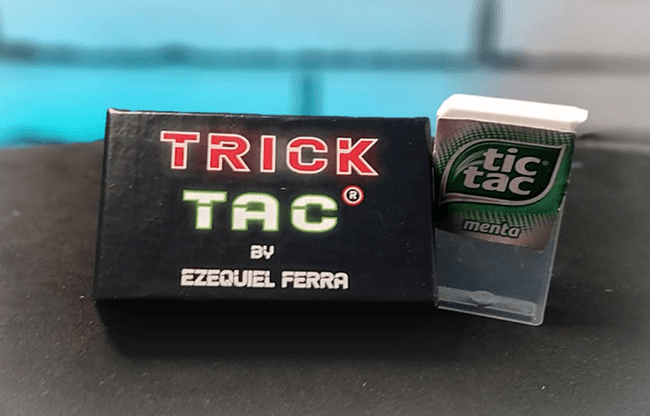 TRICK
TAC®
BY
EZEQUIEL FERRA
tic
tac®
menta